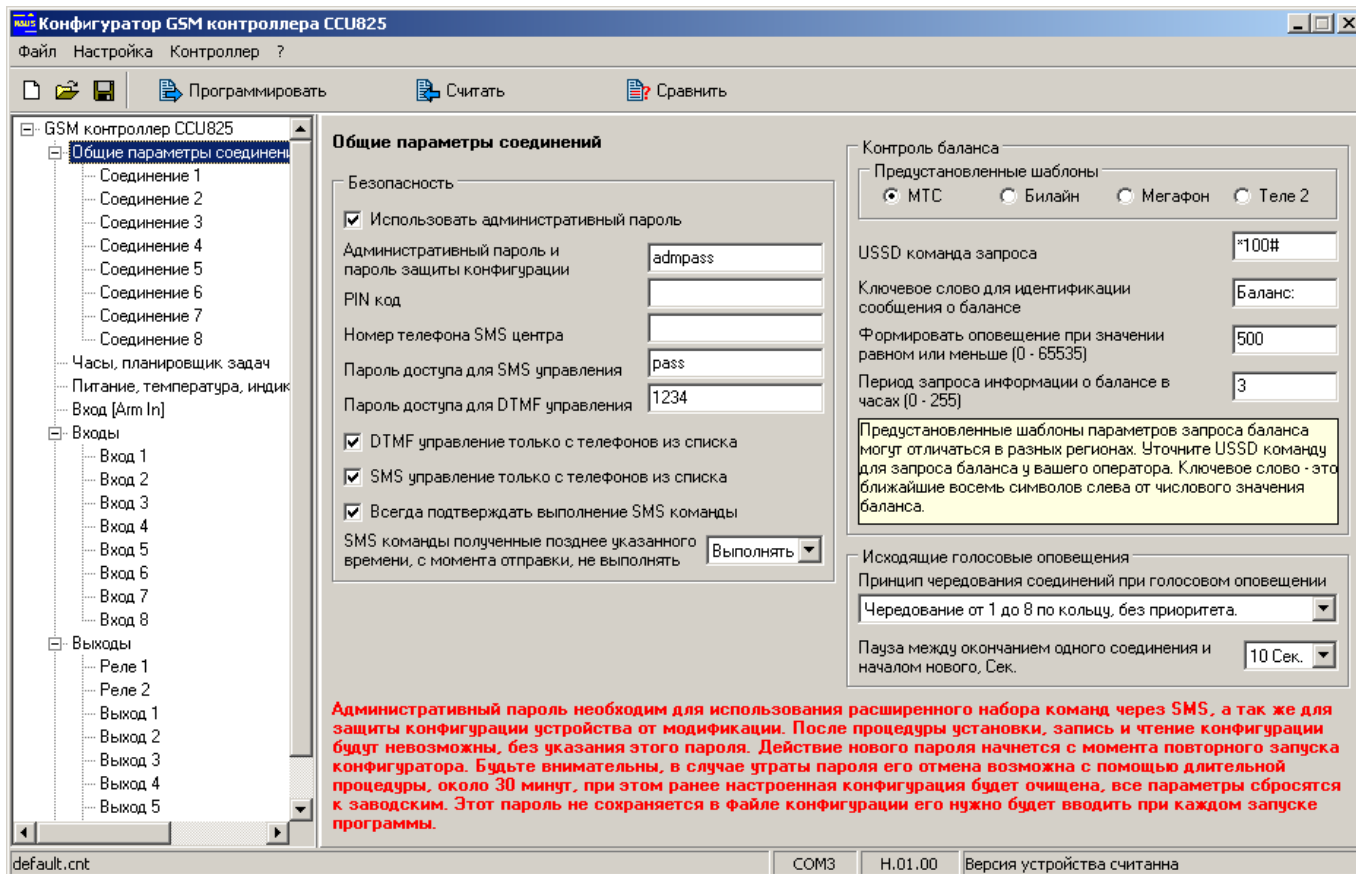 Конфигуратор GSM контроллера CCU825
Файл Настройка Контроллер ?
Программировать Считать Сравнить
GSM контроллер CCU825
Общие параметры соединени
Соединение 1
Соединение 2
Соединение 3
Соединение 4
Соединение 5
Соединение 6
Соединение 7
Соединение 8
Часы, планировщик задач
Питание, температура, индик
Вход [Arm In]
Входы
Вход 1
Вход 2
Вход 3
Вход 4
Вход 5
Вход 6
Вход 7
Вход 8
Выходы
Реле 1
Реле 2
Выход 1
Выход 2
Выход 3
Выход 4
Выход 5
Общие параметры соединений
Безопасность
Использовать административный пароль
Административный пароль и
пароль защиты конфигурации
admpass
PIN код
Номер телефона SMS центра
Пароль доступа для SMS управления
pass
Пароль доступа для DTMF управления
1234
DTMF управление только с телефонов из списка
SMS управление только с телефонов из списка
Всегда подтверждать выполнение SMS команды
SMS команды полученные позднее указанного
времени, с момента отправки, не выполнять
Выполнять
Контроль баланса
Предустановленные шаблоны
МТС Билайн Мегафон Теле 2
USSD команда запроса
*100#
Ключевое слово для идентификации
сообщения о балансе
Баланс:
Формировать оповещение при значении
равном или меньше (0 - 65535)
500
Период запроса информации о балансе в
часах (0 - 255)
3
Предустановленные шаблоны параметров запроса баланса
могут отличаться в разных регионах. Уточните USSD команду
для запроса баланса у вашего оператора. Ключевое слово - это
ближайшие восемь символов слева от числового значения
баланса.
Исходящие голосовые оповещения
Принцип чередования соединений при голосовом оповещении
Чередование от 1 до 8 по кольцу, без приоритета.
Пауза между окончанием одного соединения и
началом нового, Сек.
10 Сек.
Административный пароль необходим для использования расширенного набора команд через SMS, а так же для
защиты конфигурации устройства от модификации. После процедуры установки, запись и чтение конфигурации
будут невозможны, без указания этого пароля. Действие нового пароля начнется с момента повторного запуска
конфигуратора. Будьте внимательны, в случае утраты пароля его отмена возможна с помощью длительной
процедуры, около 30 минут, при этом ранее настроенная конфигурация будет очищена, все параметры сбросятся
к заводским. Этот пароль не сохраняется в файле конфигурации его нужно будет вводить при каждом запуске
программы.
default.cnt COM3 H.01.00 Версия устройства считанна